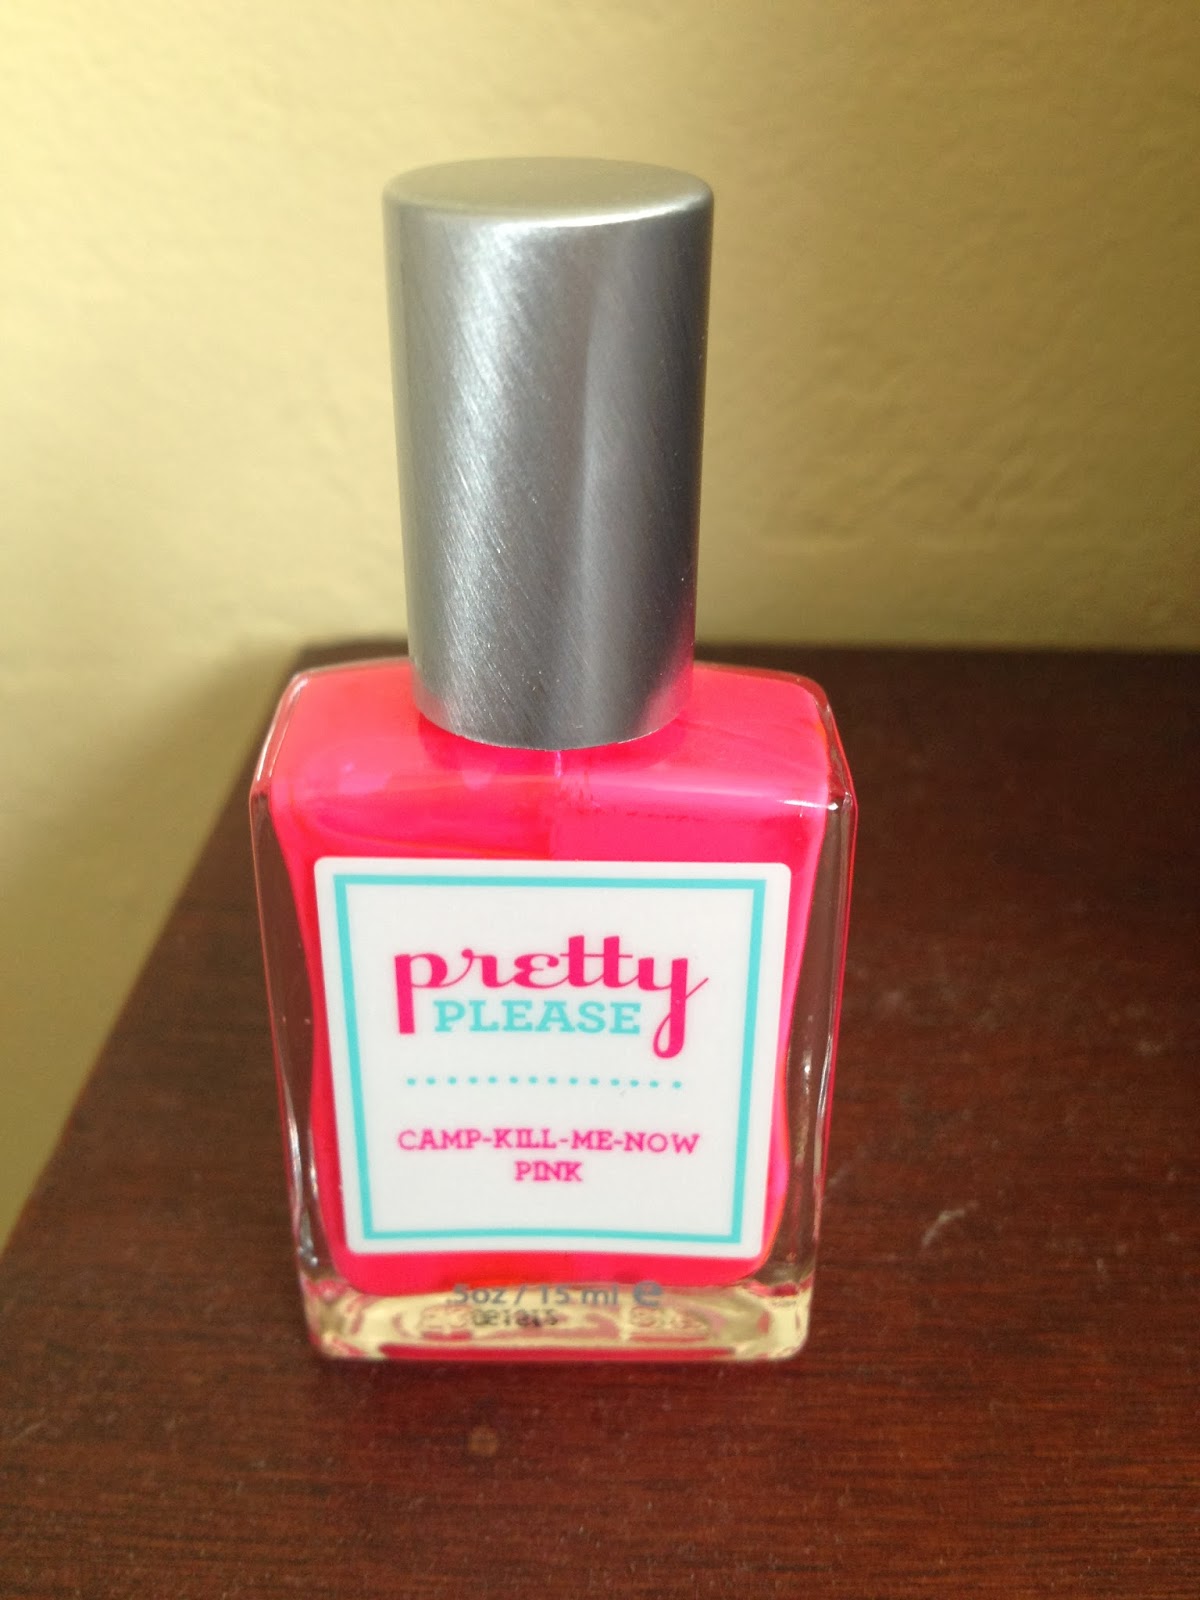 pretty
PLEASE
CAMP-KILL-ME-NOW
PINK
.5oz / 15 ml e